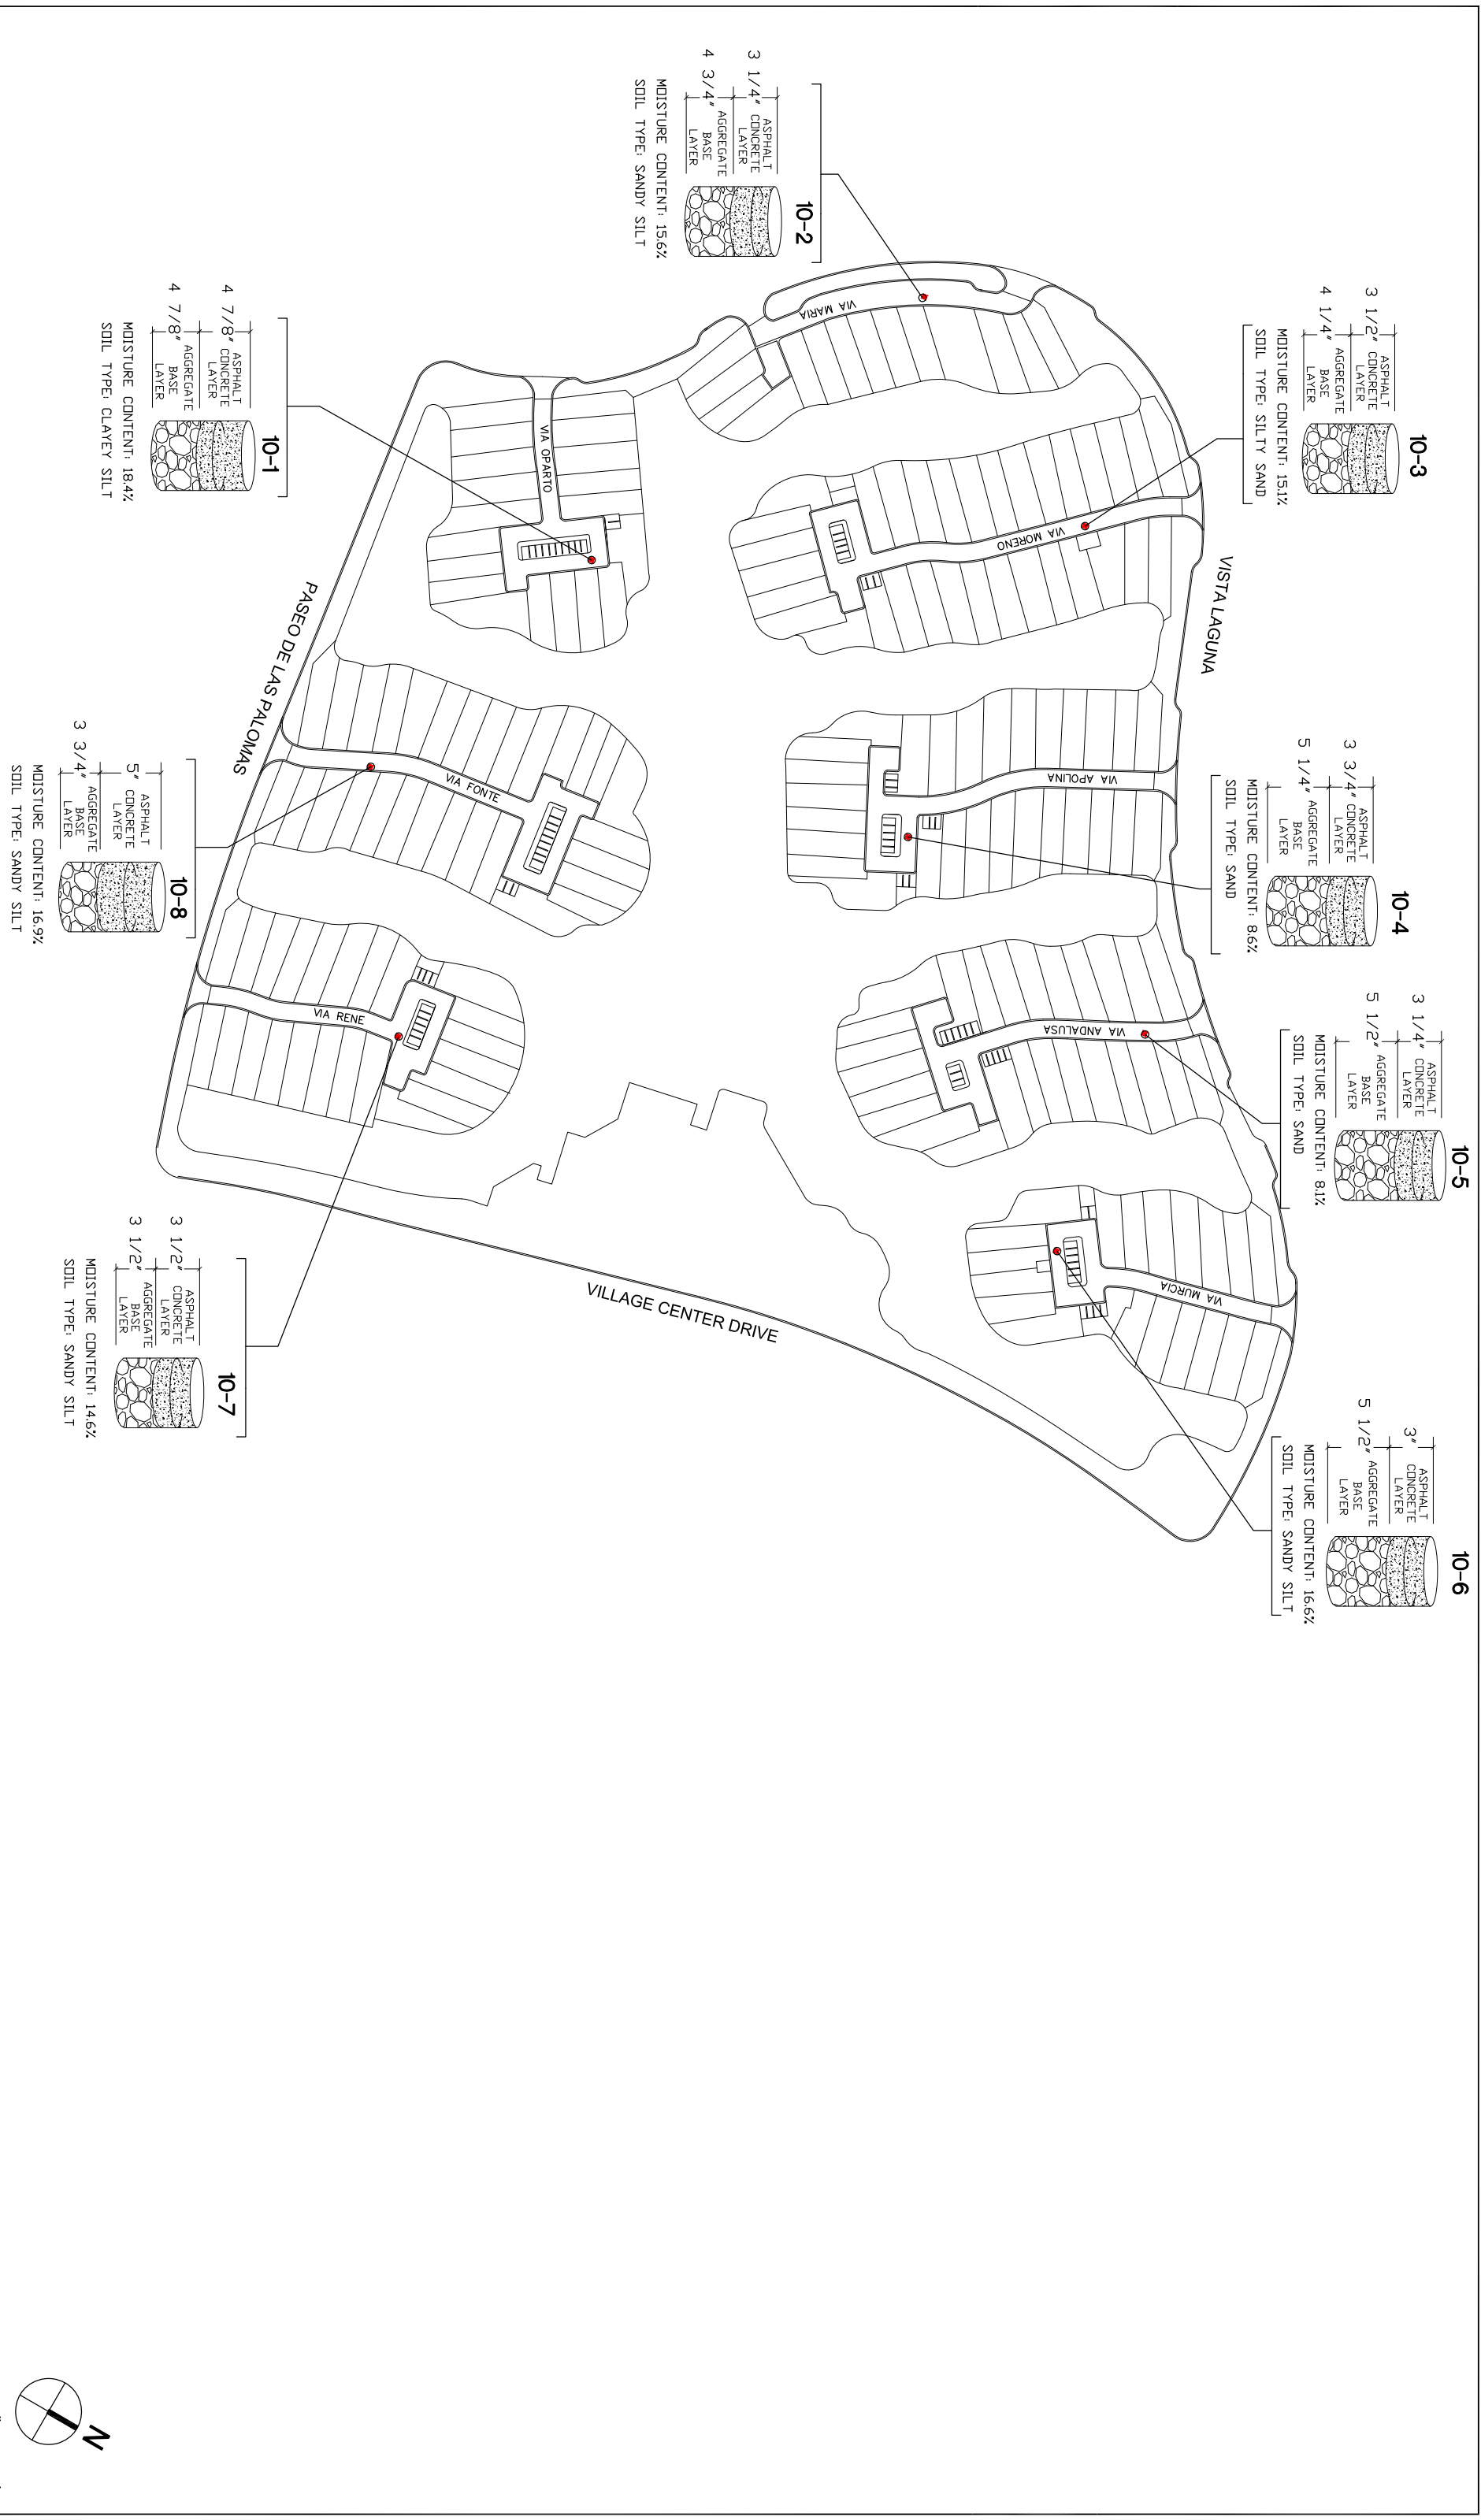 10-1
4 7/8"
ASPHALT
CONCRETE
LAYER
4 7/8"
AGGREGATE
BASE
LAYER
MOISTURE CONTENT: 18.4%
SOIL TYPE: CLAYEY SILT
10-2
3 1/4"
ASPHALT
CONCRETE
LAYER
4 3/4"
AGGREGATE
BASE
LAYER
MOISTURE CONTENT: 15.6%
SOIL TYPE: SANDY SILT
10-3
3 1/2"
ASPHALT
CONCRETE
LAYER
4 1/4"
AGGREGATE
BASE
LAYER
MOISTURE CONTENT: 15.1%
SOIL TYPE: SILTY SAND
10-4
3 3/4"
ASPHALT
CONCRETE
LAYER
5 1/4"
AGGREGATE
BASE
LAYER
MOISTURE CONTENT: 8.6%
SOIL TYPE: SAND
10-5
3 1/4"
ASPHALT
CONCRETE
LAYER
5 1/2"
AGGREGATE
BASE
LAYER
MOISTURE CONTENT: 8.1%
SOIL TYPE: SAND
10-6
3"
ASPHALT
CONCRETE
LAYER
5 1/2"
AGGREGATE
BASE
LAYER
MOISTURE CONTENT: 16.6%
SOIL TYPE: SANDY SILT
10-7
3 1/2"
ASPHALT
CONCRETE
LAYER
3 1/2"
AGGREGATE
BASE
LAYER
MOISTURE CONTENT: 14.6%
SOIL TYPE: SANDY SILT
10-8
5"
ASPHALT
CONCRETE
LAYER
3 3/4"
AGGREGATE
BASE
LAYER
MOISTURE CONTENT: 16.9%
SOIL TYPE: SANDY SILT
VISTA LAGUNA
VIA MARIA
VIA MORENO
VIA APOLINA
VIA ANDALUSA
VIA MURCIA
VIA OPARTO
VIA FONTE
VIA RENE
PASEO DE LAS PALOMAS
VILLAGE CENTER DRIVE
N